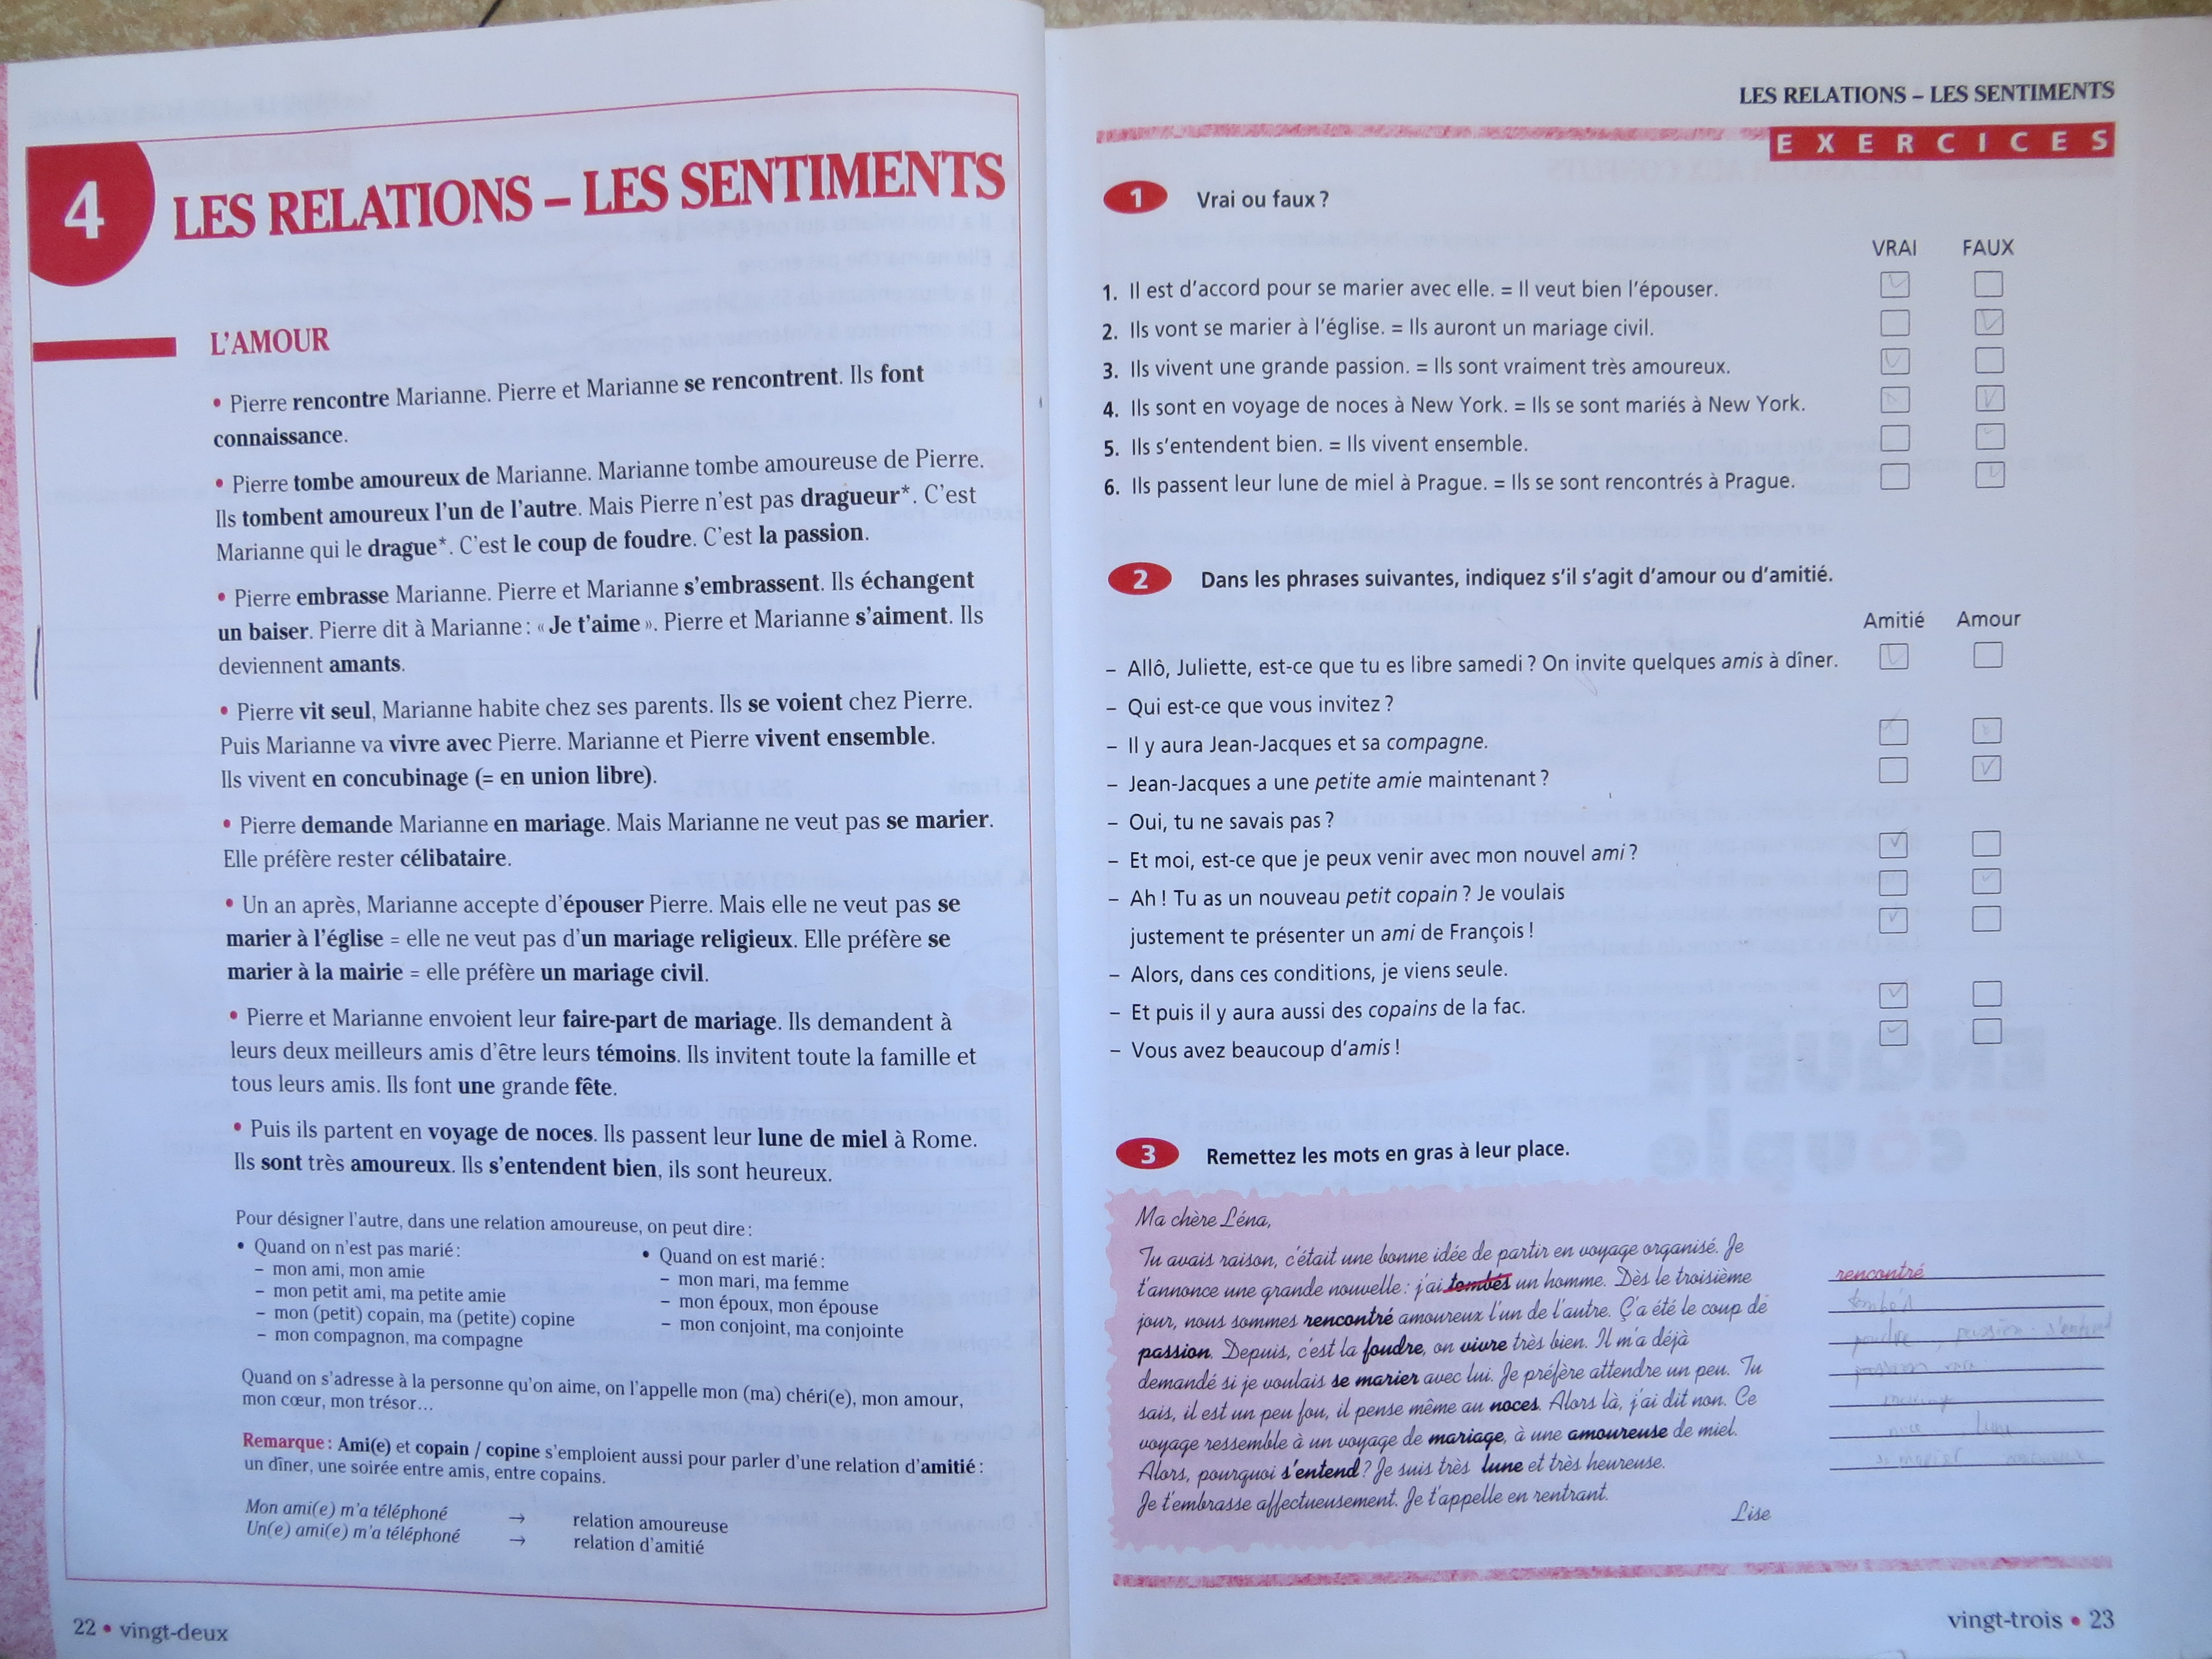 4
LES RELATIONS – LES SENTIMENTS
L'AMOUR
• Pierre rencontre Marianne. Pierre et Marianne se rencontrent. Ils font
connaissance.
• Pierre tombe amoureux de Marianne. Marianne tombe amoureuse de Pierre.
Ils tombent amoureux l'un de l'autre. Mais Pierre n'est pas dragueur*. C'est
Marianne qui le drague*. C'est le coup de foudre. C'est la passion.
• Pierre embrasse Marianne. Pierre et Marianne s'embrassent. Ils échangent
un baiser. Pierre dit à Marianne : « Je t'aime ». Pierre et Marianne s'aiment. Ils
deviennent amants.
• Pierre vit seul, Marianne habite chez ses parents. Ils se voient chez Pierre.
Puis Marianne va vivre avec Pierre. Marianne et Pierre vivent ensemble.
Ils vivent en concubinage (= en union libre).
• Pierre demande Marianne en mariage. Mais Marianne ne veut pas se marier.
Elle préfère rester célibataire.
• Un an après, Marianne accepte d'épouser Pierre. Mais elle ne veut pas se
marier à l'église = elle ne veut pas d'un mariage religieux. Elle préfère se
marier à la mairie = elle préfère un mariage civil.
• Pierre et Marianne envoient leur faire-part de mariage. Ils demandent à
leurs deux meilleurs amis d'être leurs témoins. Ils invitent toute la famille et
tous leurs amis. Ils font une grande fête.
• Puis ils partent en voyage de noces. Ils passent leur lune de miel à Rome.
Ils sont très amoureux. Ils s'entendent bien, ils sont heureux.
Pour désigner l'autre, dans une relation amoureuse, on peut dire :
• Quand on n'est pas marié :
– mon ami, mon amie
– mon petit ami, ma petite amie
– mon (petit) copain, ma (petite) copine
– mon compagnon, ma compagne
• Quand on est marié :
– mon mari, ma femme
– mon époux, mon épouse
– mon conjoint, ma conjointe
Quand on s'adresse à la personne qu'on aime, on l'appelle mon (ma) chéri(e), mon amour,
mon cœur, mon trésor...
Remarque : Ami(e) et copain / copine s'emploient aussi pour parler d'une relation d'amitié :
un dîner, une soirée entre amis, entre copains.
Mon ami(e) m'a téléphoné → relation amoureuse
Un(e) ami(e) m'a téléphoné → relation d'amitié
22 • vingt-deux
LES RELATIONS – LES SENTIMENTS
EXERCICES
1 Vrai ou faux ?
VRAI FAUX
1. Il est d'accord pour se marier avec elle. = Il veut bien l'épouser.
2. Ils vont se marier à l'église. = Ils auront un mariage civil.
3. Ils vivent une grande passion. = Ils sont vraiment très amoureux.
4. Ils sont en voyage de noces à New York. = Ils se sont mariés à New York.
5. Ils s'entendent bien. = Ils vivent ensemble.
6. Ils passent leur lune de miel à Prague. = Ils se sont rencontrés à Prague.
2 Dans les phrases suivantes, indiquez s'il s'agit d'amour ou d'amitié.
Amitié Amour
– Allô, Juliette, est-ce que tu es libre samedi ? On invite quelques amis à dîner.
– Qui est-ce que vous invitez ?
– Il y aura Jean-Jacques et sa compagne.
– Jean-Jacques a une petite amie maintenant ?
– Oui, tu ne savais pas ?
– Et moi, est-ce que je peux venir avec mon nouvel ami ?
– Ah ! Tu as un nouveau petit copain ? Je voulais
justement te présenter un ami de François !
– Alors, dans ces conditions, je viens seule.
– Et puis il y aura aussi des copains de la fac.
– Vous avez beaucoup d'amis !
3 Remettez les mots en gras à leur place.
Ma chère Léna,
Tu avais raison, c'était une bonne idée de partir en voyage organisé. Je
t'annonce une grande nouvelle : j'ai tombés un homme. Dès le troisième
jour, nous sommes rencontré amoureux l'un de l'autre. Ç'a été le coup de
passion. Depuis, c'est la foudre, on vivre très bien. Il m'a déjà
demandé si je voulais se marier avec lui. Je préfère attendre un peu. Tu
sais, il est un peu fou, il pense même au noces. Alors là, j'ai dit non. Ce
voyage ressemble à un voyage de mariage, à une amoureuse de miel.
Alors, pourquoi s'entend ? Je suis très lune et très heureuse.
Je t'embrasse affectueusement. Je t'appelle en rentrant.
Lise
rencontré
vingt-trois • 23